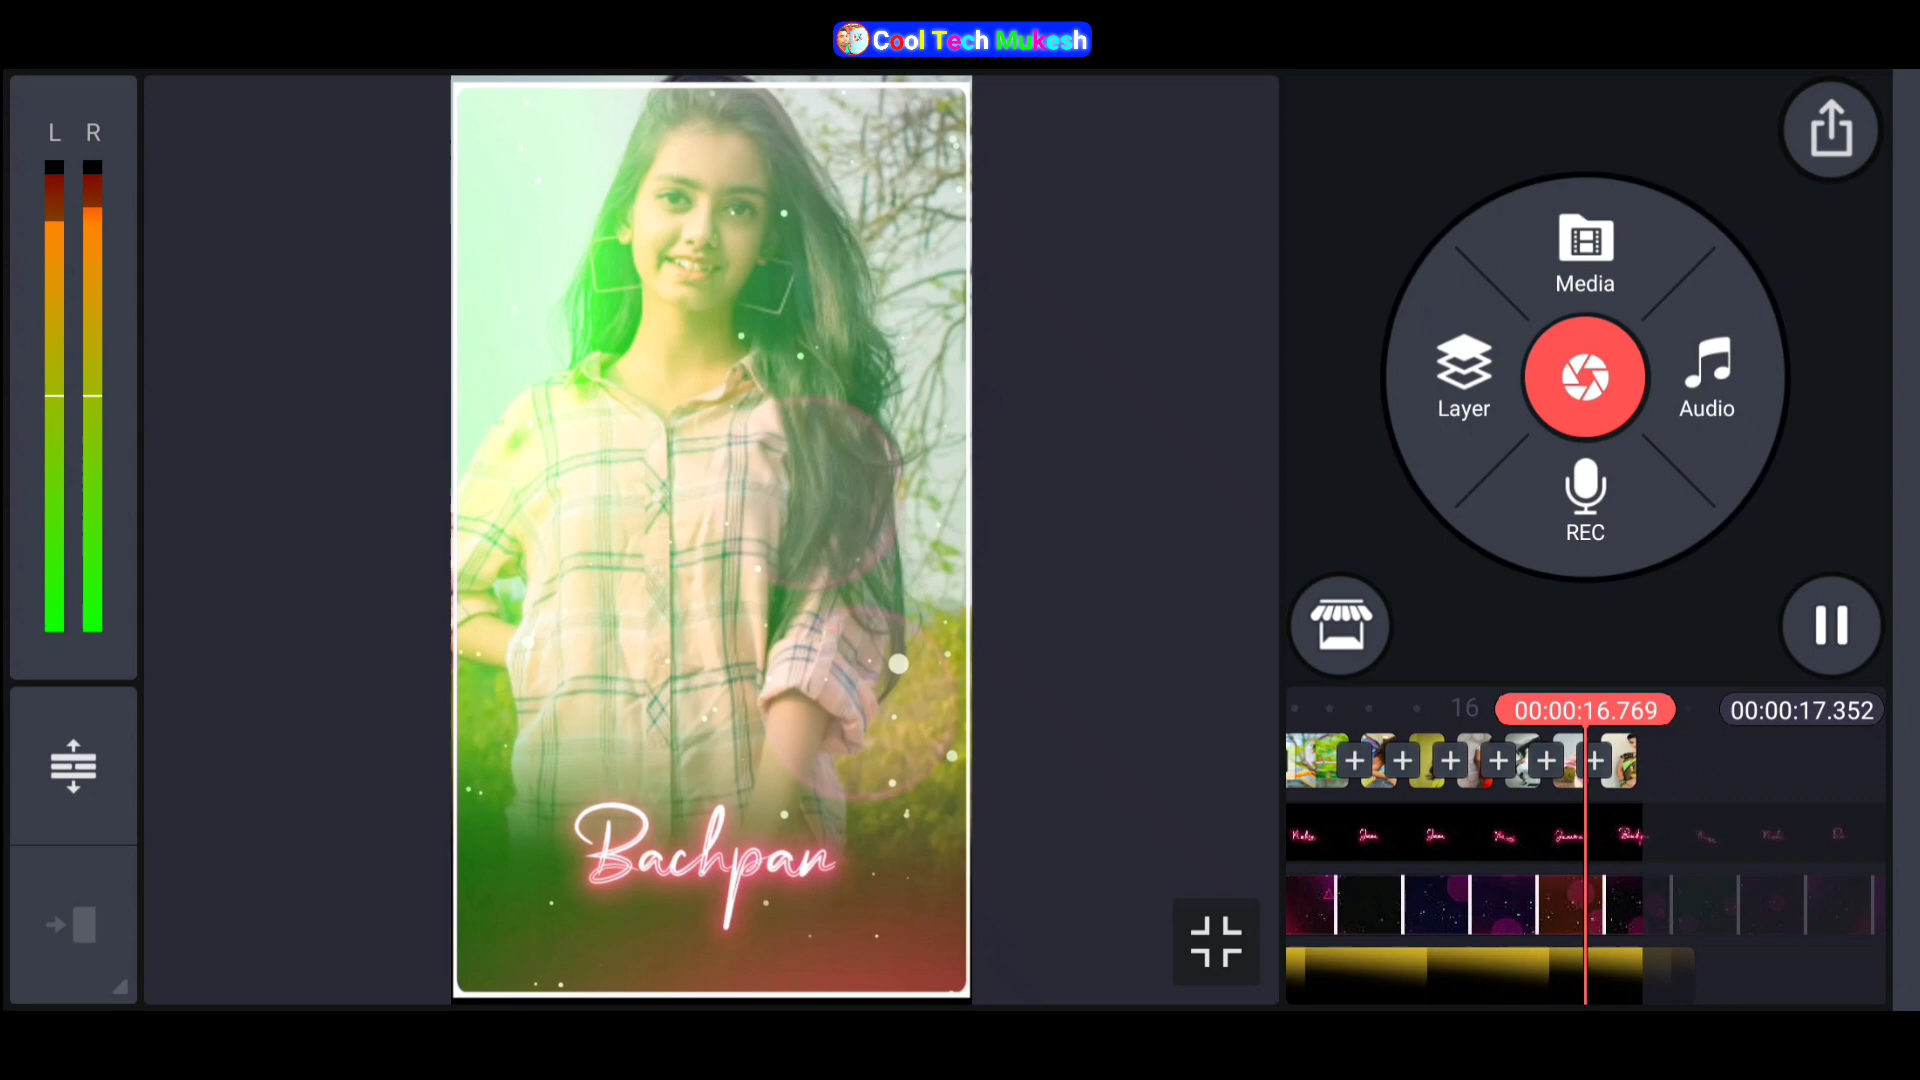 Cool Tech Mukesh
L R
Media
Layer
Audio
REC
16
00:00:16.769
00:00:17.352
Bachpan